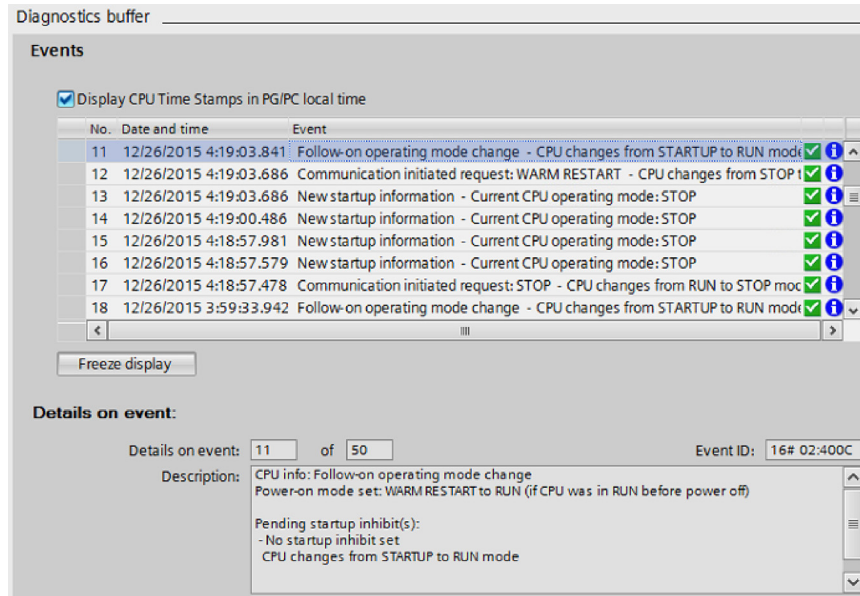 Diagnostics buffer
Events
Display CPU Time Stamps in PG/PC local time
No. Date and time Event
11 12/26/2015 4:19:03.841 Follow-on operating mode change - CPU changes from STARTUP to RUN mode
12 12/26/2015 4:19:03.686 Communication initiated request: WARM RESTART - CPU changes from STOP t
13 12/26/2015 4:19:03.686 New startup information - Current CPU operating mode: STOP
14 12/26/2015 4:19:00.486 New startup information - Current CPU operating mode: STOP
15 12/26/2015 4:18:57.981 New startup information - Current CPU operating mode: STOP
16 12/26/2015 4:18:57.579 New startup information - Current CPU operating mode: STOP
17 12/26/2015 4:18:57.478 Communication initiated request: STOP - CPU changes from RUN to STOP moc
18 12/26/2015 3:59:33.942 Follow-on operating mode change - CPU changes from STARTUP to RUN mode
Freeze display
Details on event:
Details on event: 11 of 50 Event ID: 16# 02:400C
Description: CPU info: Follow-on operating mode change
Power-on mode set: WARM RESTART to RUN (if CPU was in RUN before power off)
Pending startup inhibit(s):
- No startup inhibit set
CPU changes from STARTUP to RUN mode